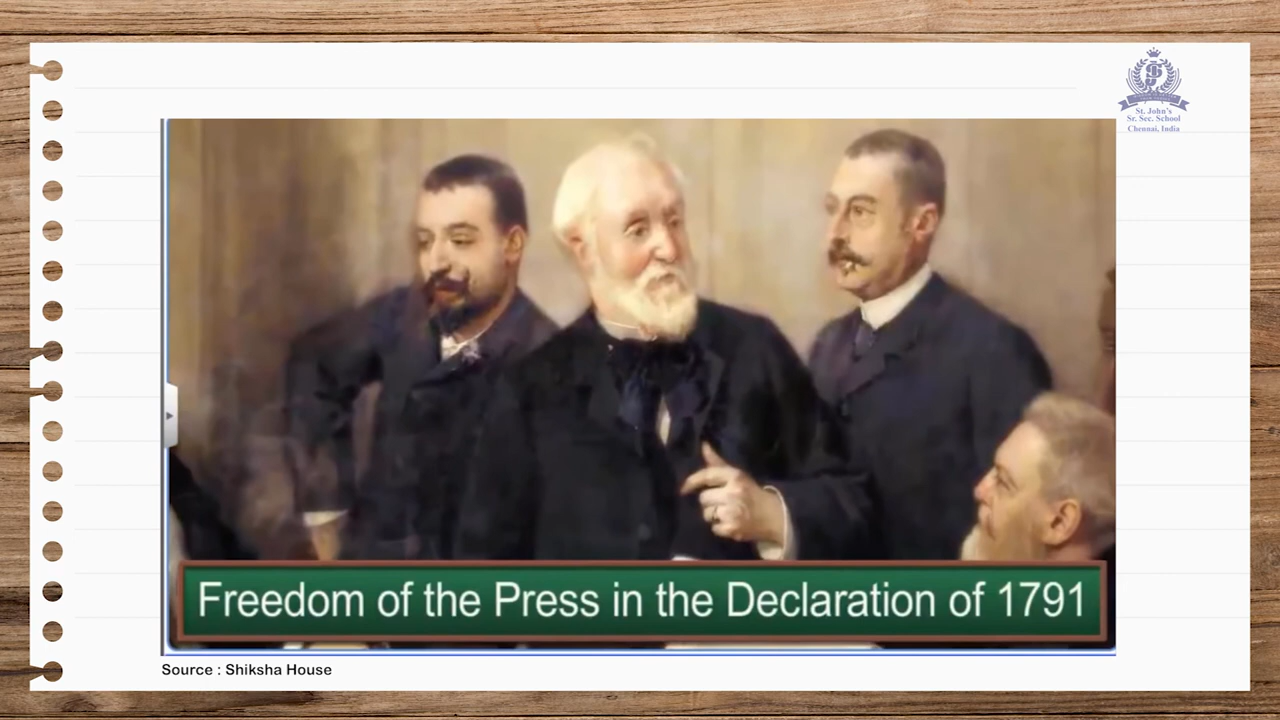 St. John's
Sr. Sec. School
Chennai, India
Freedom of the Press in the Declaration of 1791
Source : Shiksha House